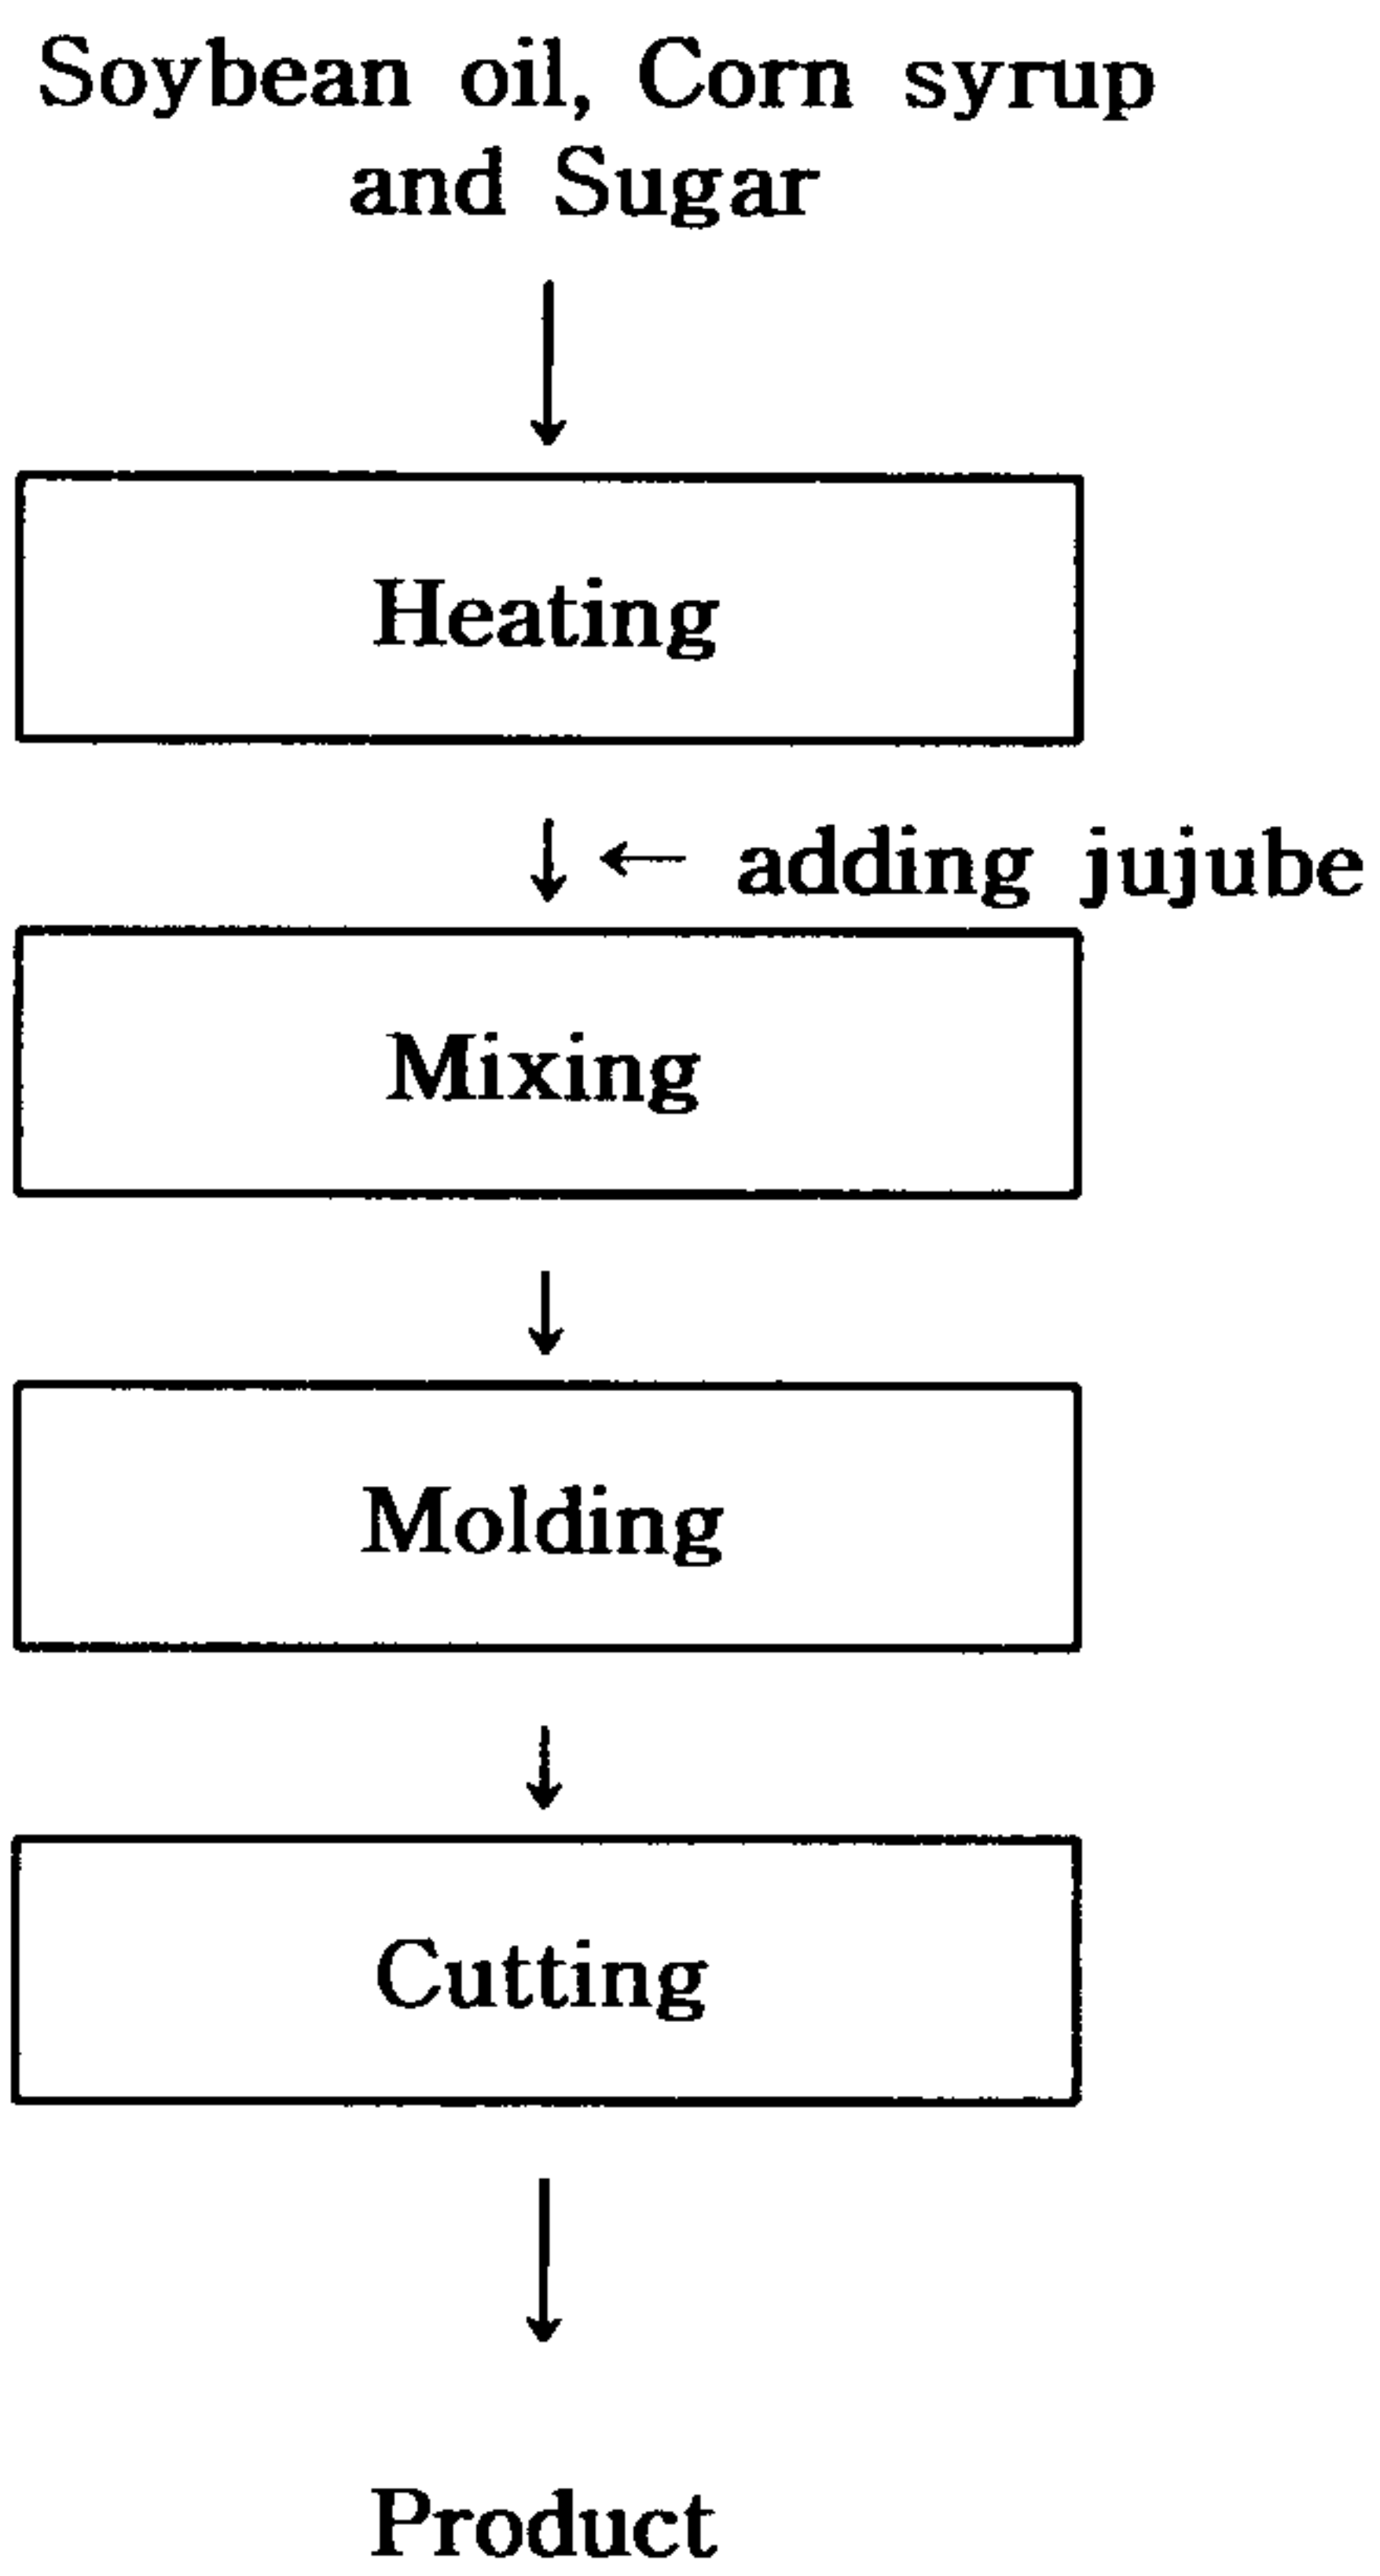 Soybean oil, Corn syrup
and Sugar
Heating
adding jujube
Mixing
Molding
Cutting
Product